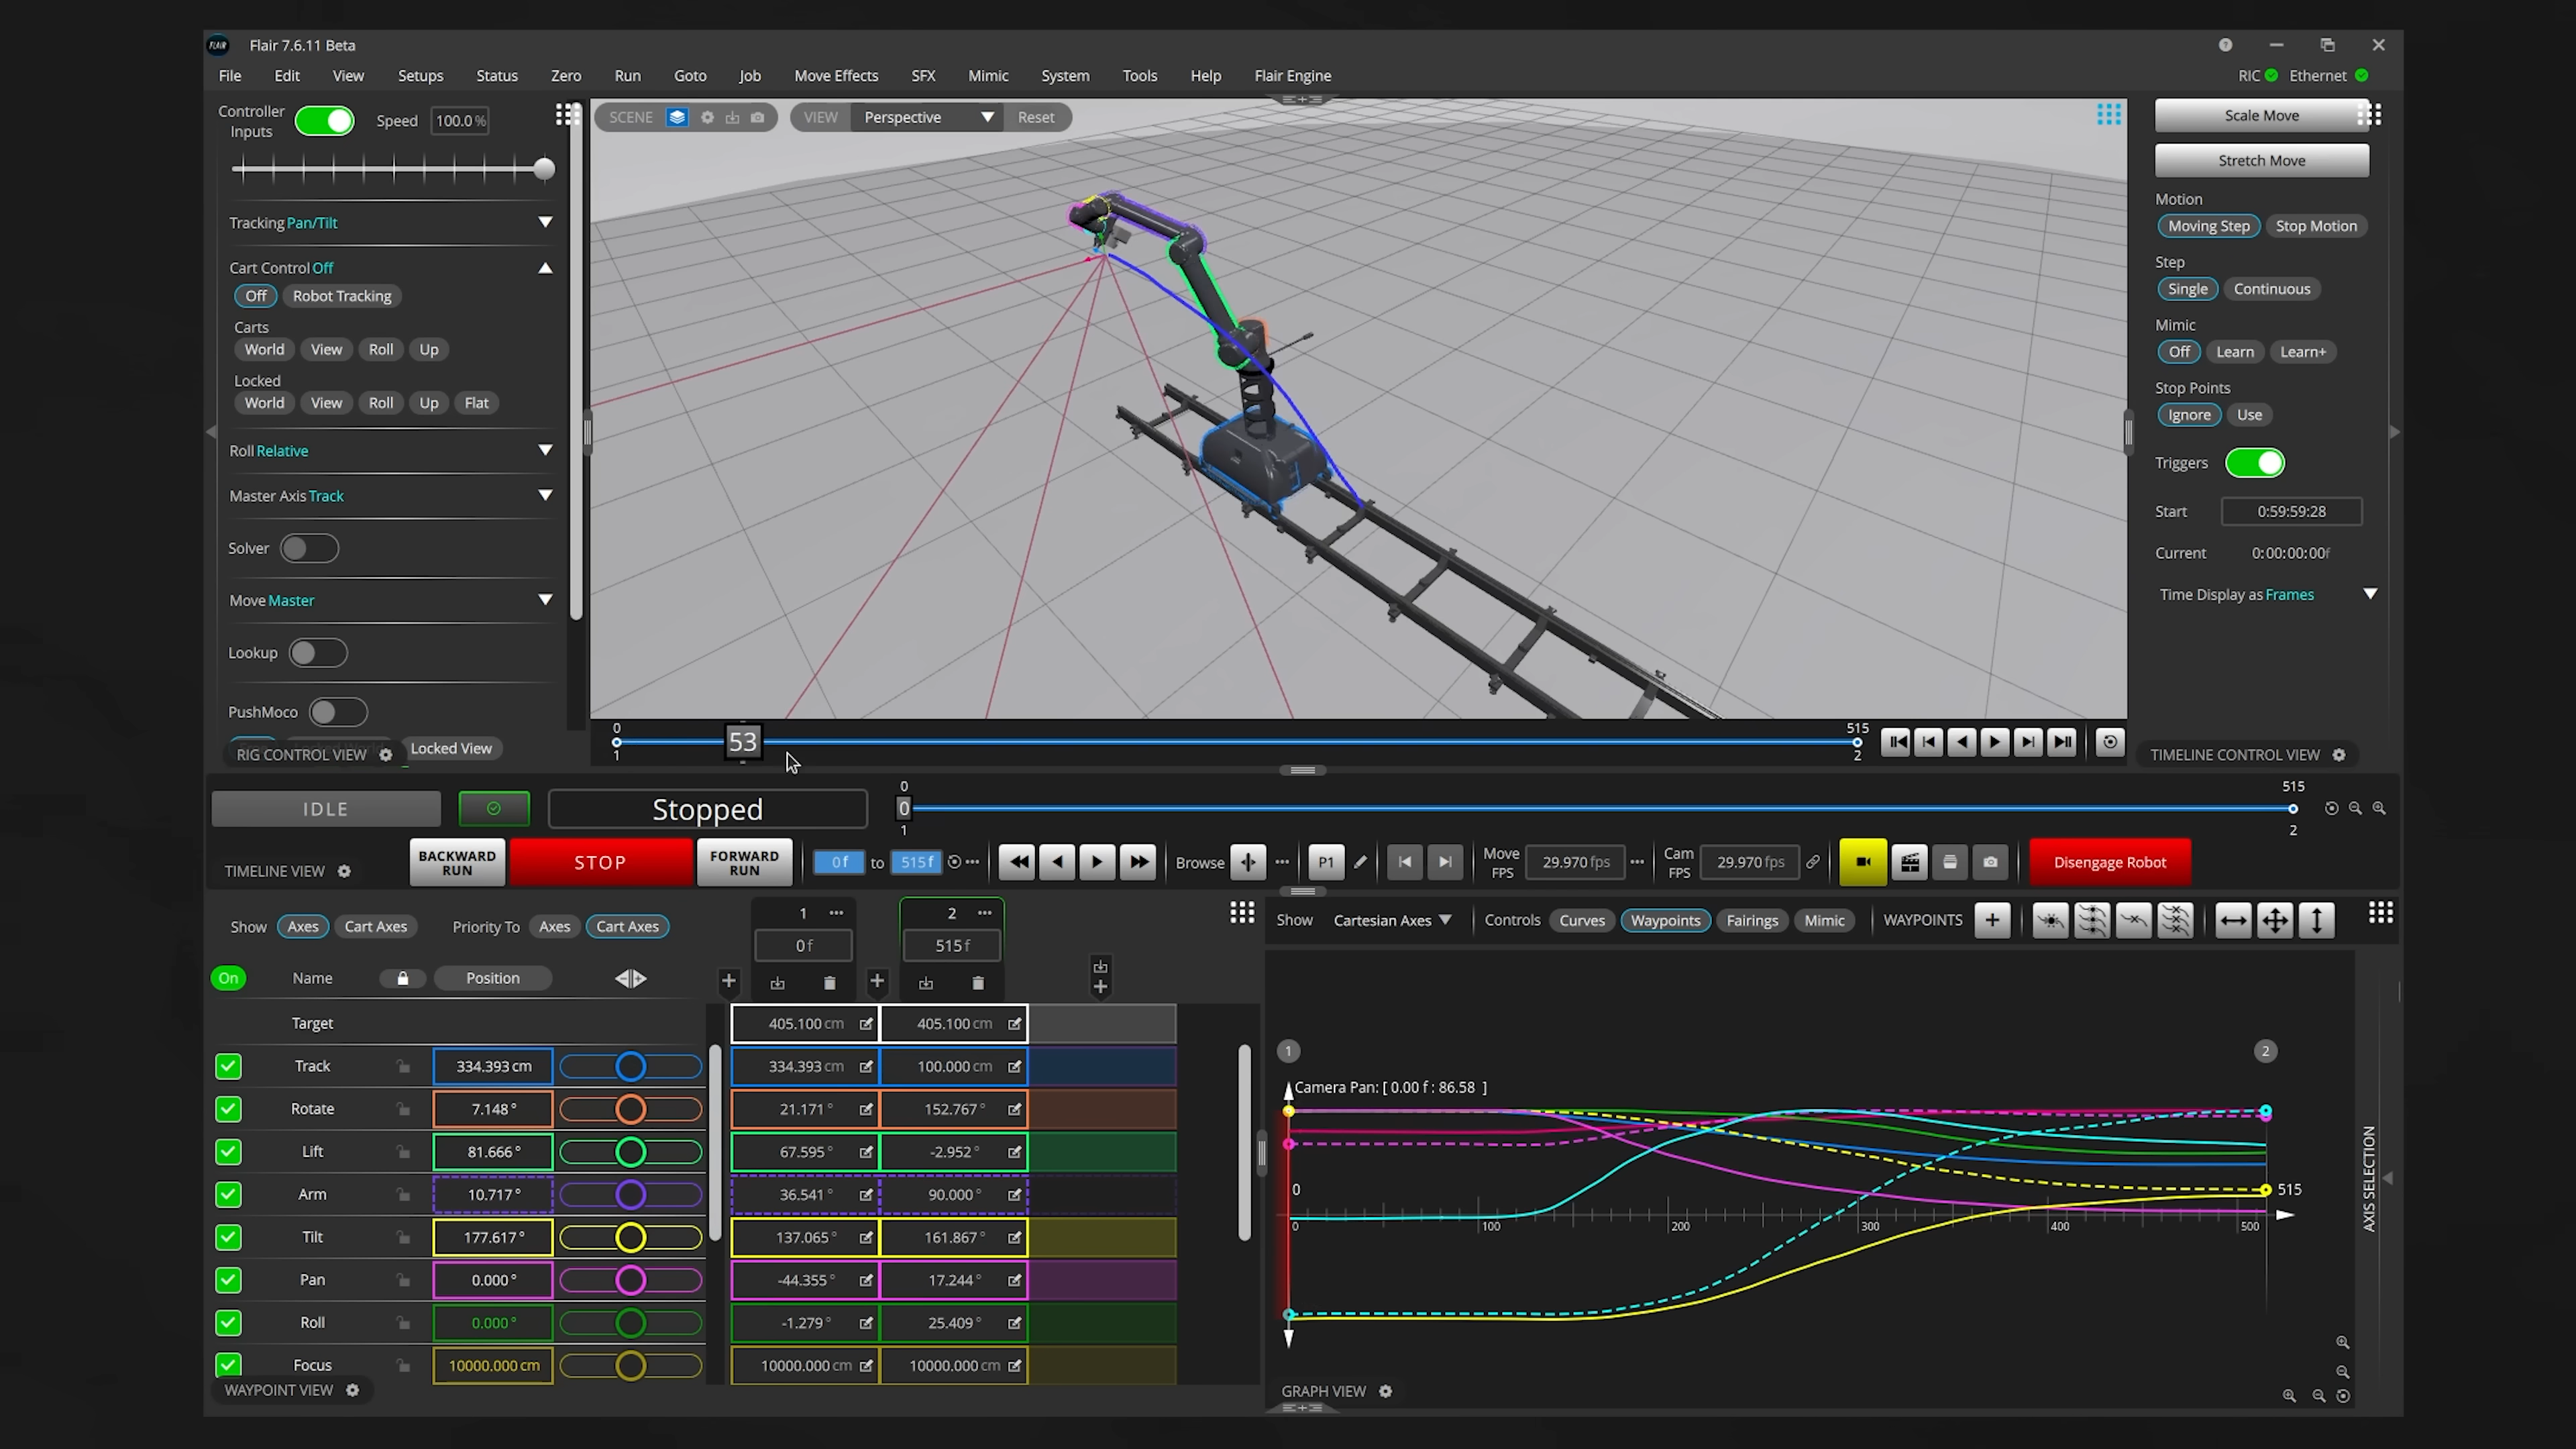 FLAIR Flair 7.6.11 Beta
File Edit View Setups Status Zero Run Goto Job Move Effects SFX Mimic System Tools Help Flair Engine RIC Ethernet
Controller Inputs Speed 100.0 %
Tracking Pan/Tilt
Cart Control Off
Off Robot Tracking
Carts
World View Roll Up
Locked
World View Roll Up Flat
Roll Relative
Master Axis Track
Solver
Move Master
Lookup
PushMoco
Locked View
RIG CONTROL VIEW
SCENE VIEW Perspective Reset
0 515
53
1 2
Scale Move
Stretch Move
Motion
Moving Step Stop Motion
Step
Single Continuous
Mimic
Off Learn Learn+
Stop Points
Ignore Use
Triggers
Start 0:59:59:28
Current 0:00:00:00f
Time Display as Frames
TIMELINE CONTROL VIEW
0 515
IDLE Stopped 0
1 2
TIMELINE VIEW BACKWARD RUN STOP FORWARD RUN 0 f to 515 f Browse P1 Move FPS 29.970 fps Cam FPS 29.970 fps Disengage Robot
Show Axes Cart Axes Priority To Axes Cart Axes
1 2
0 f 515 f
On Name Position
Target 405.100 cm 405.100 cm
Track 334.393 cm 334.393 cm 100.000 cm
Rotate 7.148 ° 21.171 ° 152.767 °
Lift 81.666 ° 67.595 ° -2.952 °
Arm 10.717 ° 36.541 ° 90.000 °
Tilt 177.617 ° 137.065 ° 161.867 °
Pan 0.000 ° -44.355 ° 17.244 °
Roll 0.000 ° -1.279 ° 25.409 °
Focus 10000.000 cm 10000.000 cm 10000.000 cm
WAYPOINT VIEW
Show Cartesian Axes Controls Curves Waypoints Fairings Mimic WAYPOINTS
1 2
Camera Pan: [ 0.00 f : 86.58 ]
0 515
0 100 200 300 400 500
AXIS SELECTION
GRAPH VIEW